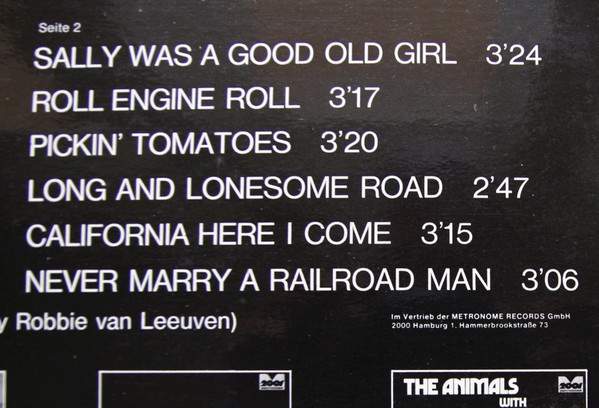 Seite 2
SALLY WAS A GOOD OLD GIRL 3'24
ROLL ENGINE ROLL 3'17
PICKIN' TOMATOES 3'20
LONG AND LONESOME ROAD 2'47
CALIFORNIA HERE I COME 3'15
NEVER MARRY A RAILROAD MAN 3'06
y Robbie van Leeuven)
Im Vertrieb der METRONOME RECORDS GmbH
2000 Hamburg 1. Hammerbrookstraße 73
2001
2001
THE ANIMALS
WITH